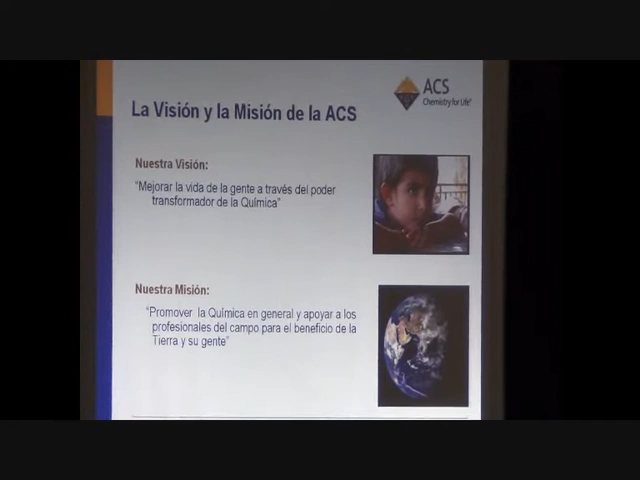 ACS
Chemistry for Life®
La Visión y la Misión de la ACS
Nuestra Visión:
"Mejorar la vida de la gente a través del poder
transformador de la Química"
Nuestra Misión:
"Promover la Química en general y apoyar a los
profesionales del campo para el beneficio de la
Tierra y su gente"